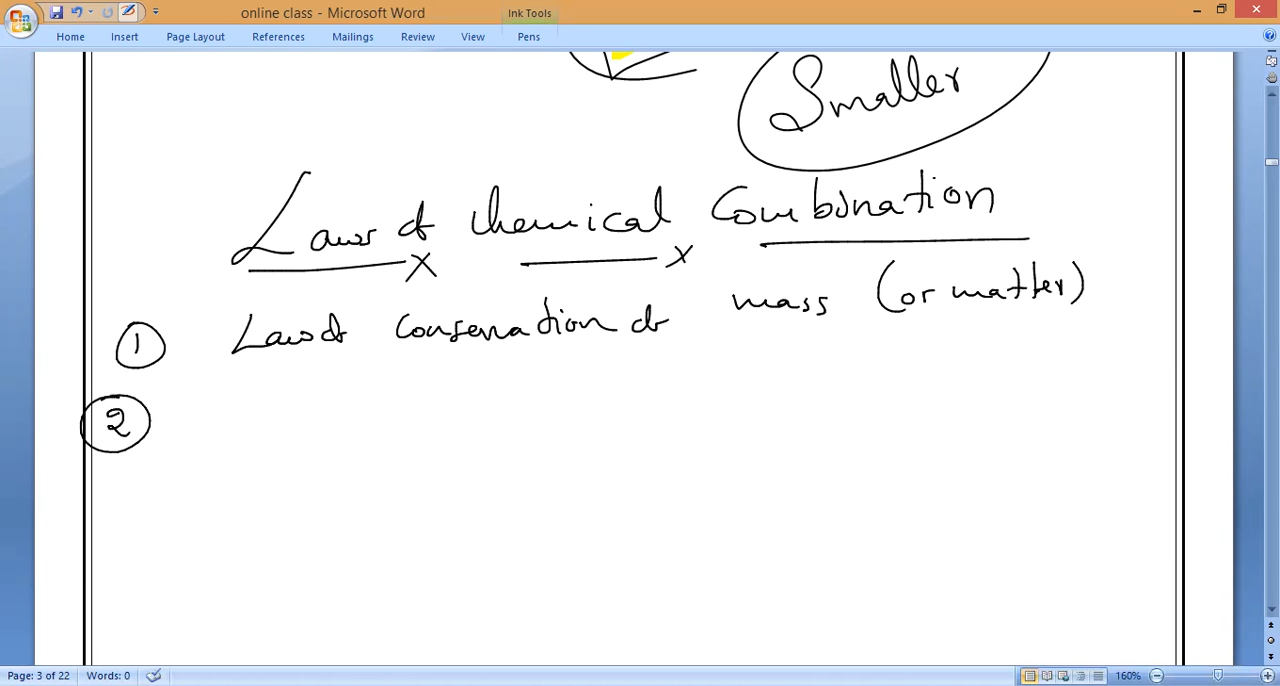 online class - Microsoft Word
Ink Tools
Home Insert Page Layout References Mailings Review View Pens
Smaller
Laws of chemical Combination
1 Law of conservation of mass (or matter)
2
Page: 3 of 22 Words: 0 160%